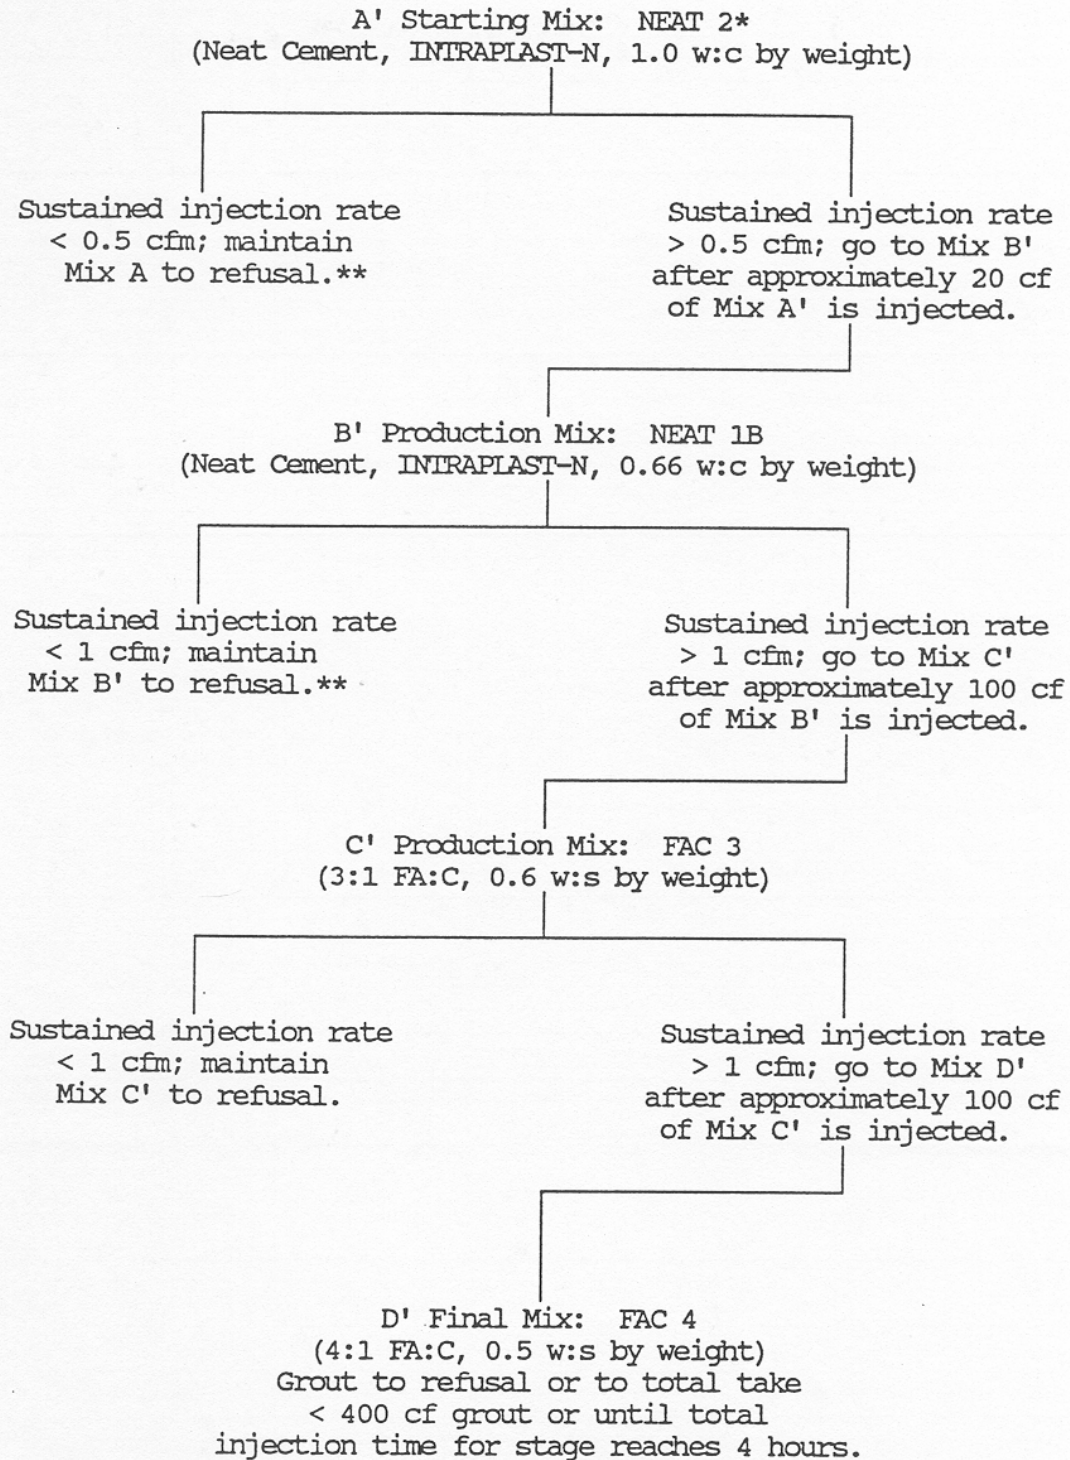 A' Starting Mix: NEAT 2*
(Neat Cement, INTRAPLAST-N, 1.0 w:c by weight)
Sustained injection rate
< 0.5 cfm; maintain
Mix A to refusal.**
Sustained injection rate
> 0.5 cfm; go to Mix B'
after approximately 20 cf
of Mix A' is injected.
B' Production Mix: NEAT 1B
(Neat Cement, INTRAPLAST-N, 0.66 w:c by weight)
Sustained injection rate
< 1 cfm; maintain
Mix B' to refusal.**
Sustained injection rate
> 1 cfm; go to Mix C'
after approximately 100 cf
of Mix B' is injected.
C' Production Mix: FAC 3
(3:1 FA:C, 0.6 w:s by weight)
Sustained injection rate
< 1 cfm; maintain
Mix C' to refusal.
Sustained injection rate
> 1 cfm; go to Mix D'
after approximately 100 cf
of Mix C' is injected.
D' Final Mix: FAC 4
(4:1 FA:C, 0.5 w:s by weight)
Grout to refusal or to total take
< 400 cf grout or until total
injection time for stage reaches 4 hours.